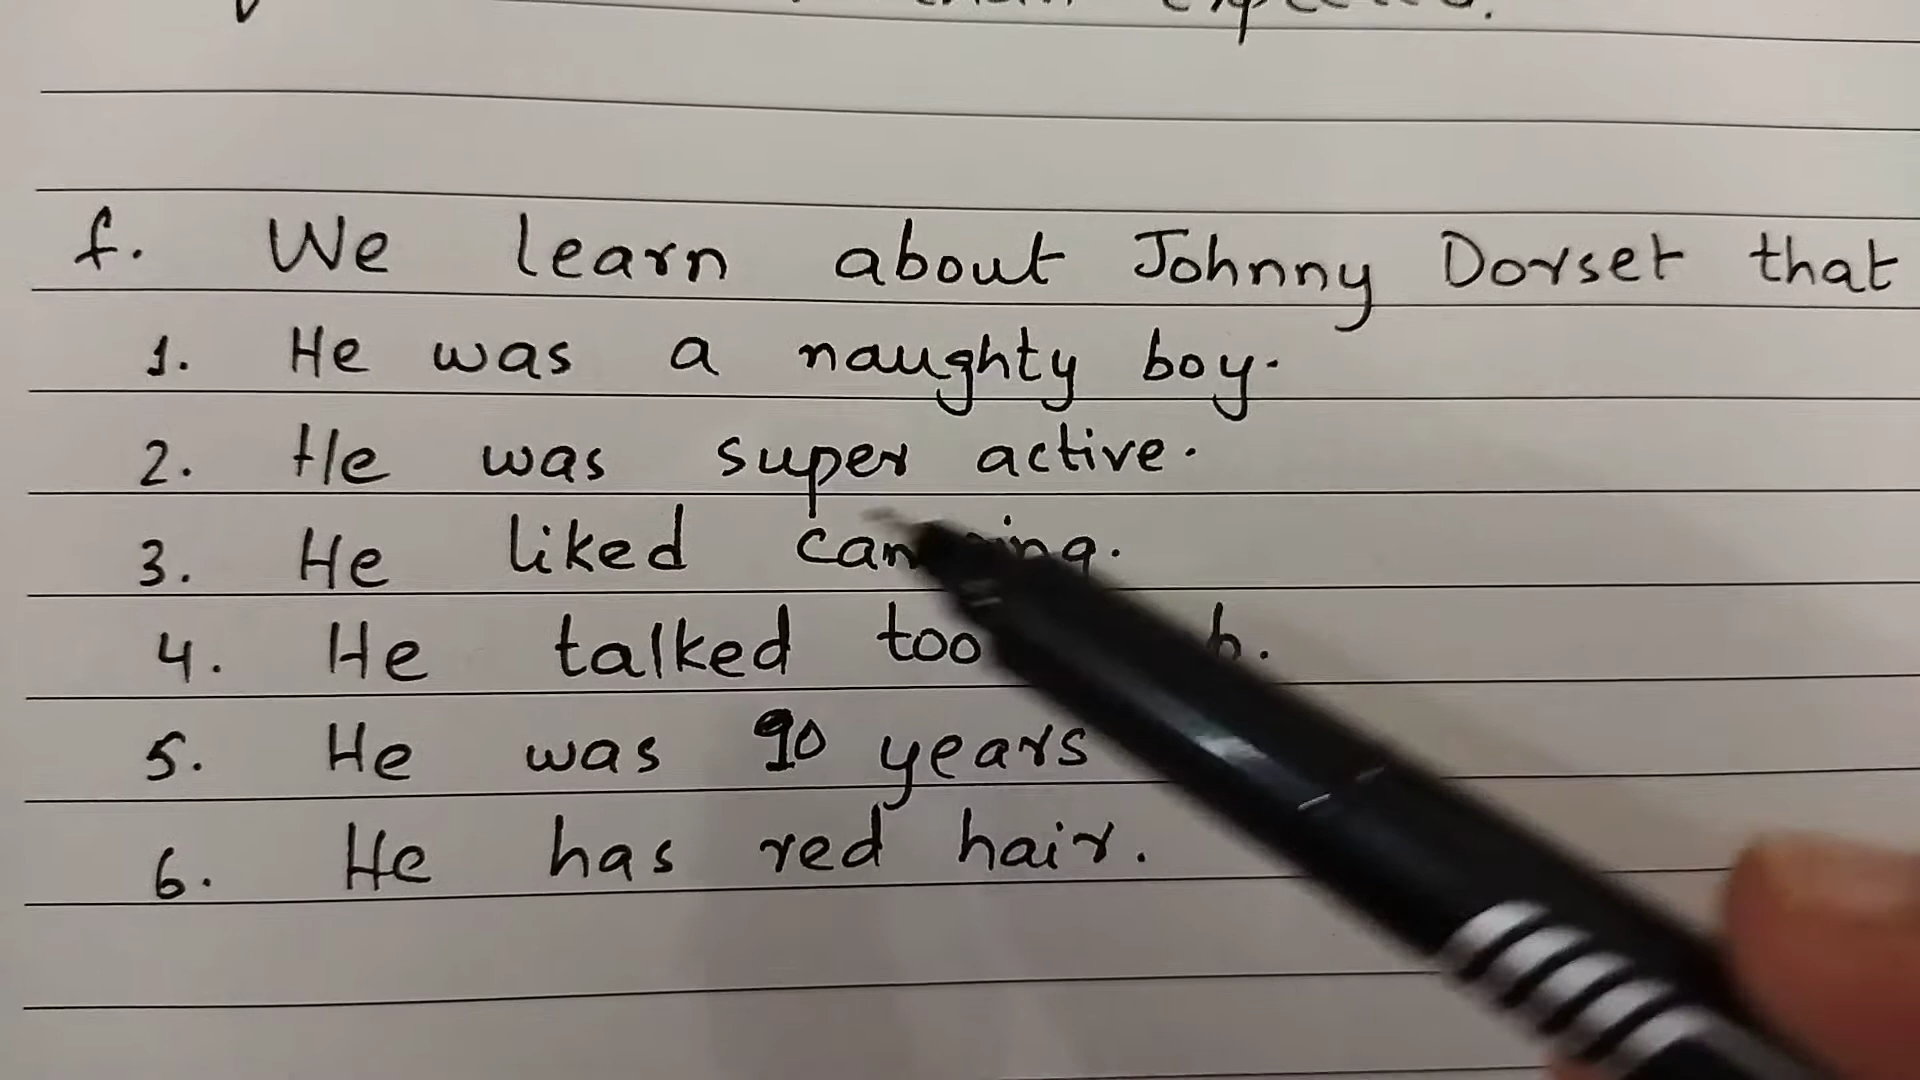 than
f. We learn about Johnny Dorset that
1. He was a naughty boy.
2. He was super active.
3. He liked
4. He talked too
5. He was 90 years
6. He has red hair.